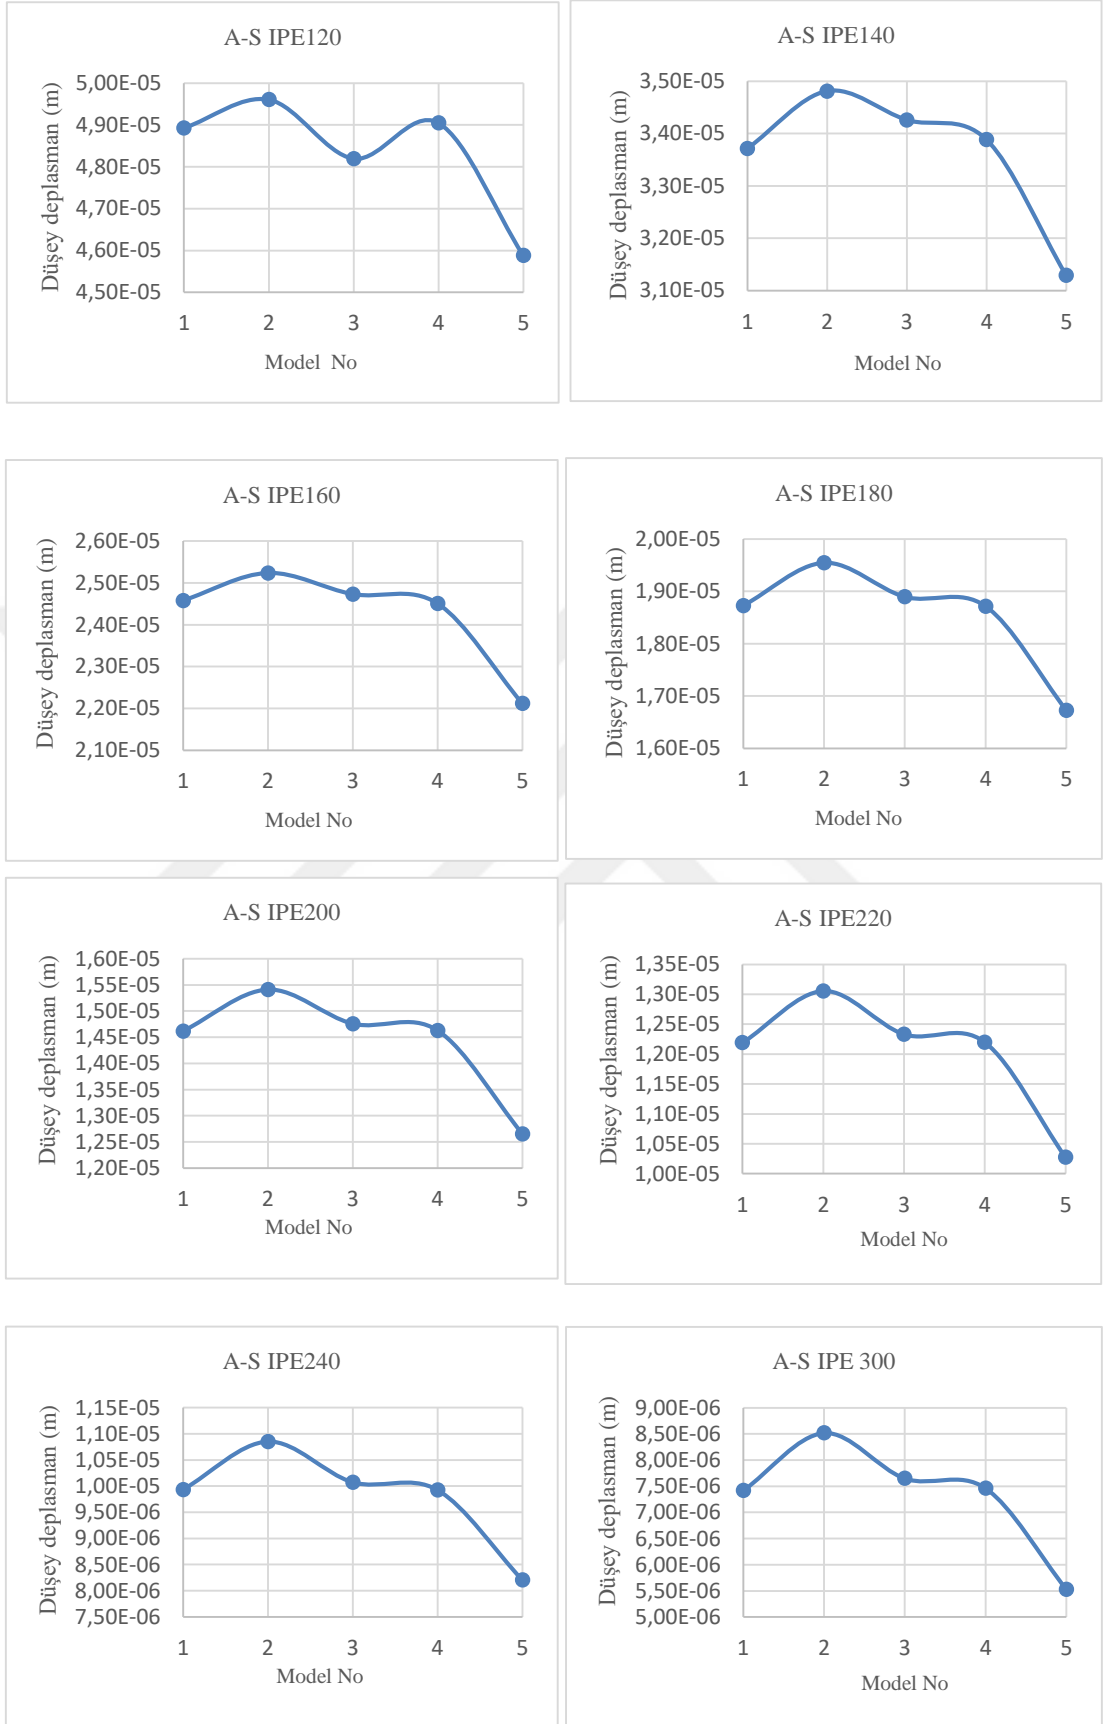 A-S IPE120
Düşey deplasman (m)
5,00E-05
4,90E-05
4,80E-05
4,70E-05
4,60E-05
4,50E-05
1 2 3 4 5
Model No
A-S IPE140
Düşey deplasman (m)
3,50E-05
3,40E-05
3,30E-05
3,20E-05
3,10E-05
1 2 3 4 5
Model No
A-S IPE160
Düşey deplasman (m)
2,60E-05
2,50E-05
2,40E-05
2,30E-05
2,20E-05
2,10E-05
1 2 3 4 5
Model No
A-S IPE180
Düşey deplasman (m)
2,00E-05
1,90E-05
1,80E-05
1,70E-05
1,60E-05
1 2 3 4 5
Model No
A-S IPE200
Düşey deplasman (m)
1,60E-05
1,55E-05
1,50E-05
1,45E-05
1,40E-05
1,35E-05
1,30E-05
1,25E-05
1,20E-05
1 2 3 4 5
Model No
A-S IPE220
Düşey deplasman (m)
1,35E-05
1,30E-05
1,25E-05
1,20E-05
1,15E-05
1,10E-05
1,05E-05
1,00E-05
1 2 3 4 5
Model No
A-S IPE240
Düşey deplasman (m)
1,15E-05
1,10E-05
1,05E-05
1,00E-05
9,50E-06
9,00E-06
8,50E-06
8,00E-06
7,50E-06
1 2 3 4 5
Model No
A-S IPE 300
Düşey deplasman (m)
9,00E-06
8,50E-06
8,00E-06
7,50E-06
7,00E-06
6,50E-06
6,00E-06
5,50E-06
5,00E-06
1 2 3 4 5
Model No